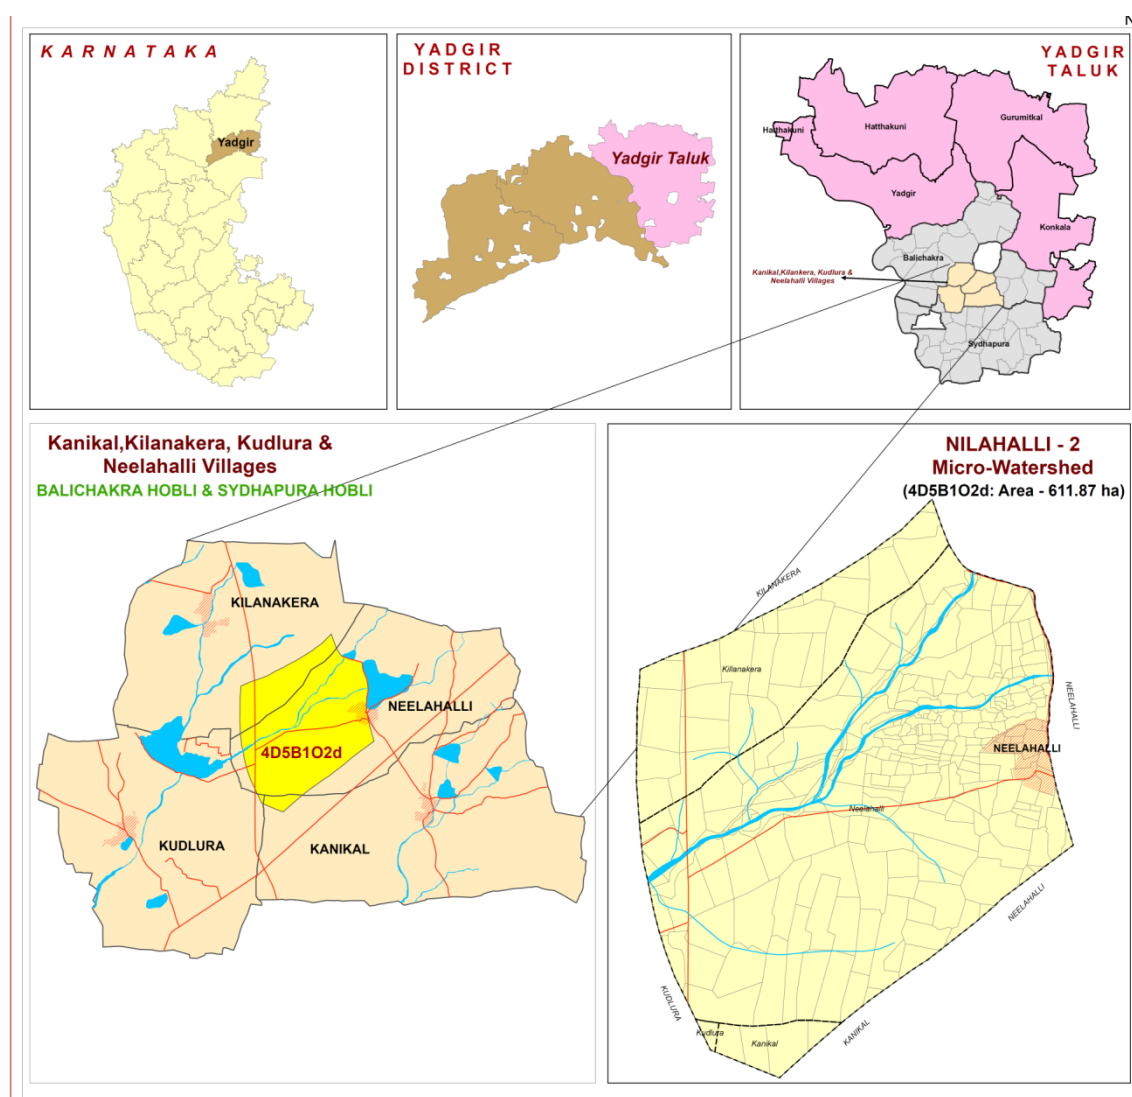 N
K A R N A T A K A
Yadgir
YADGIR
DISTRICT
Yadgir Taluk
YADGIR
TALUK
Hatthakuni
Hatthakuni
Gurumitkal
Yadgir
Konkala
Balichakra
Kanikal,Kilankera, Kudlura &
Neelahalli Villages
Sydhapura
Kanikal,Kilanakera, Kudlura &
Neelahalli Villages
BALICHAKRA HOBLI & SYDHAPURA HOBLI
KILANAKERA
NEELAHALLI
4D5B1O2d
KUDLURA
KANIKAL
NILAHALLI - 2
Micro-Watershed
(4D5B1O2d: Area - 611.87 ha)
KILANAKERA
Killanakera
NEELAHALLI
NEELAHALLI
Neelahalli
NEELAHALLI
KUDLURA
Kudlura
Kanikal
KANIKAL